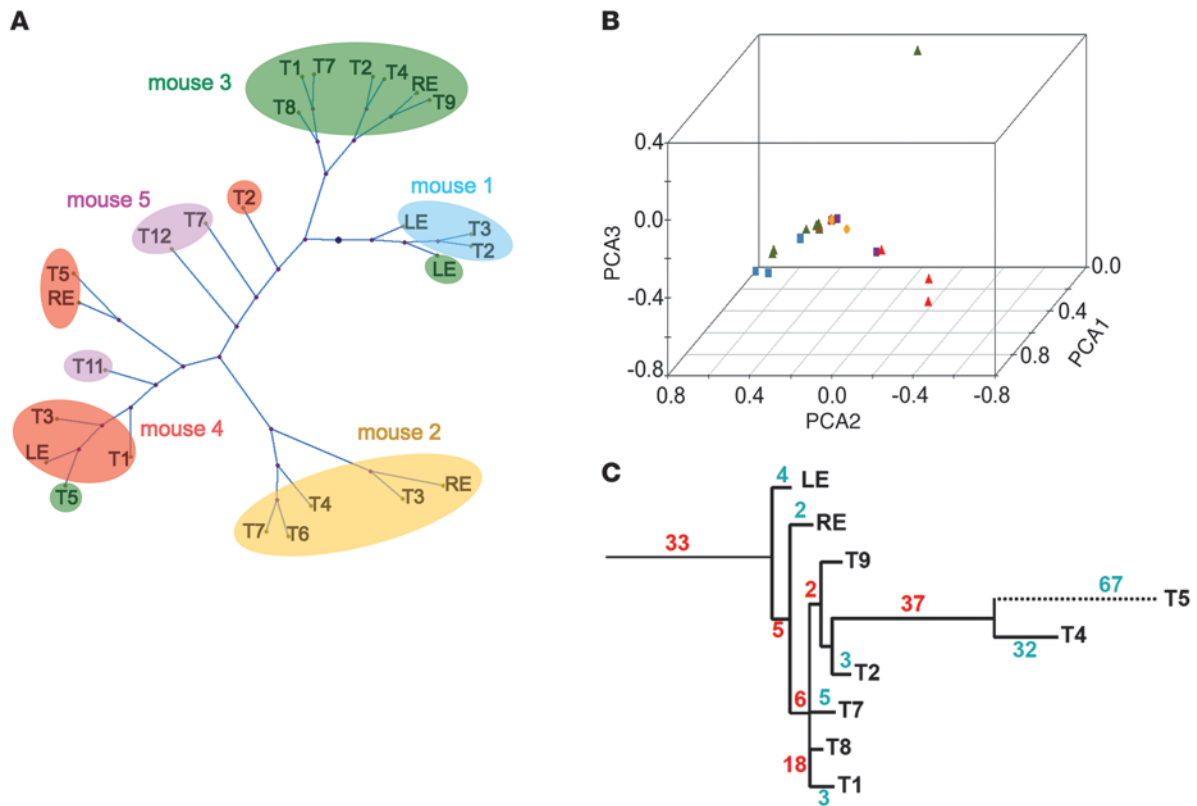 A
mouse 3
T1 T7 T2 T4 RE
T8 T9
mouse 1
mouse 5
T2
T7
T12
LE T3
T2
LE
T5
RE
T11
T3
mouse 4
LE T1
T5
mouse 2
RE
T4 T3
T7 T6
B
0.4
0.0
-0.4
-0.8
PCA3
0.8 0.4 0.0 -0.4 -0.8
PCA2
0.0
0.4
0.8
PCA1
C
4 LE
2 RE
33
T9
2
37
67
T5
T4
32
5
3
T2
6
5
T7
T8
18
T1
3